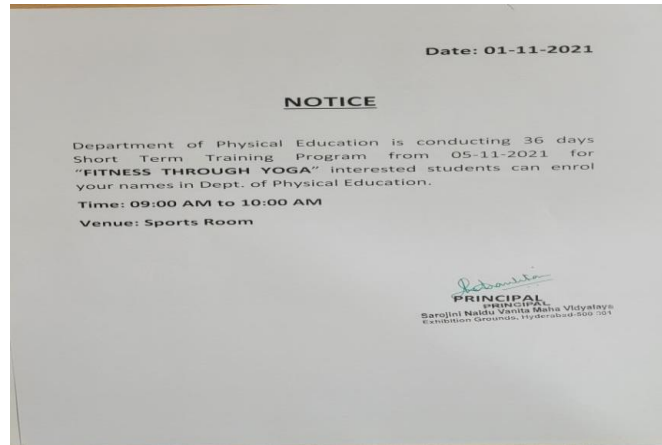 Date: 01-11-2021
NOTICE
Department of Physical Education is conducting 36 days
Short Term Training Program from 05-11-2021 for
“FITNESS THROUGH YOGA” interested students can enrol
your names in Dept. of Physical Education.
Time: 09:00 AM to 10:00 AM
Venue: Sports Room
PRINCIPAL
PRINCIPAL
Sarojini Naidu Vanita Maha Vidyalaya
Exhibition Grounds, Hyderabad-500 001